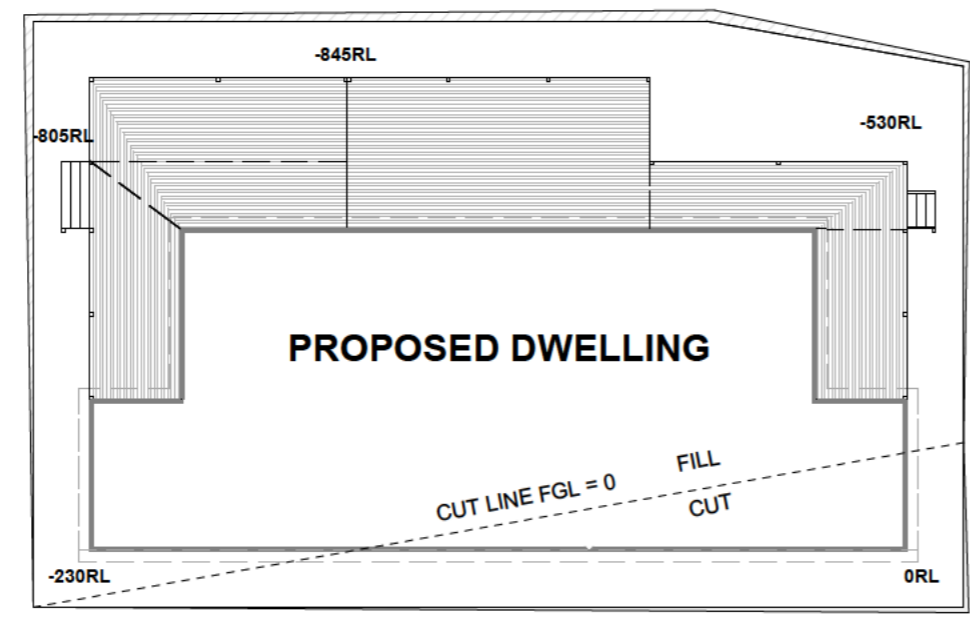 -845RL
-805RL
-530RL
PROPOSED DWELLING
FILL
CUT LINE FGL = 0
CUT
-230RL
0RL